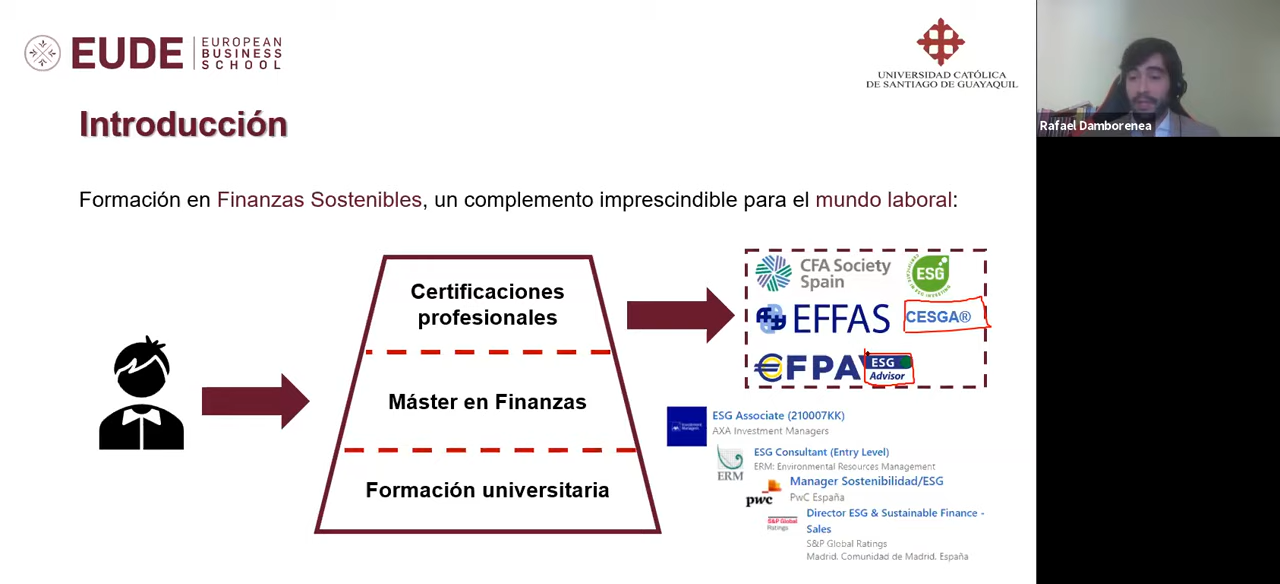 EUDE EUROPEAN
BUSINESS
SCHOOL
UNIVERSIDAD CATÓLICA
DE SANTIAGO DE GUAYAQUIL
Rafael Damborenea
Introducción
Formación en Finanzas Sostenibles, un complemento imprescindible para el mundo laboral:
Certificaciones
profesionales
Máster en Finanzas
Formación universitaria
CFA Society
Spain
ESG
EFFAS
CESGA®
€FPA
ESG
Advisor
ESG Associate (210007KK)
AXA Investment Managers
ERM
ESG Consultant (Entry Level)
ERM: Environmental Resources Management
pwc
Manager Sostenibilidad/ESG
PwC España
S&P Global
Ratings
Director ESG & Sustainable Finance -
Sales
S&P Global Ratings
Madrid, Comunidad de Madrid, España